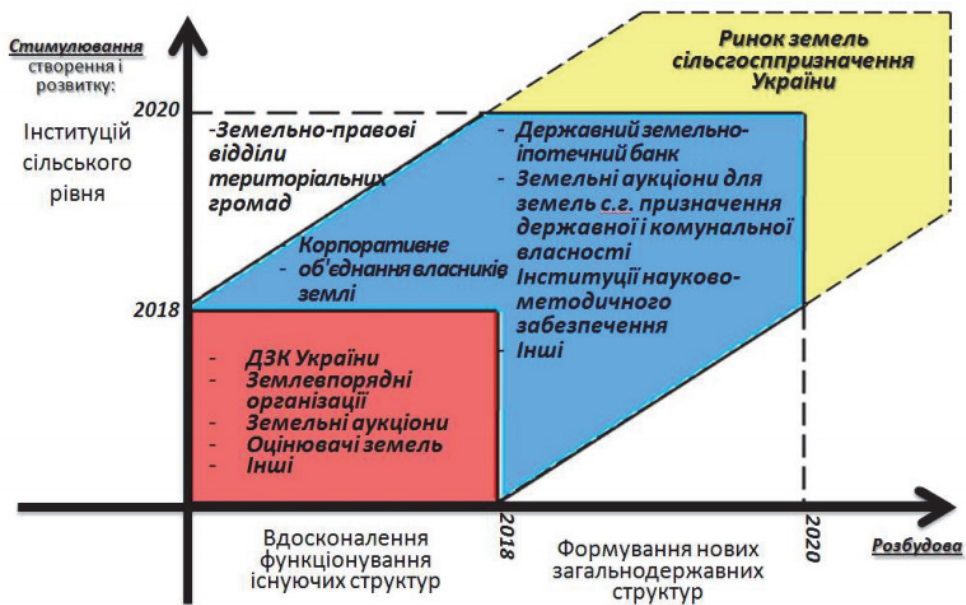 Стимулювання
створення і
розвитку:
Інституцій
сільського
рівня
2020
2018
Ринок земель
сільсгосппризначення
України
-Земельно-правові
відділи
територіальних
громад
- Корпоративне
- об'єднання власників
землі
- Державний земельно-
іпотечний банк
- Земельні аукціони для
земель с.г. призначення
державної і комунальної
власності
- Інституції науково-
методичного
забезпечення
- Інші
- ДЗК України
- Землевпорядні
організації
- Земельні аукціони
- Оцінювачі земель
- Інші
2018
2020
Розбудова
Вдосконалення
функціонування
існуючих структур
Формування нових
загальнодержавних
структур